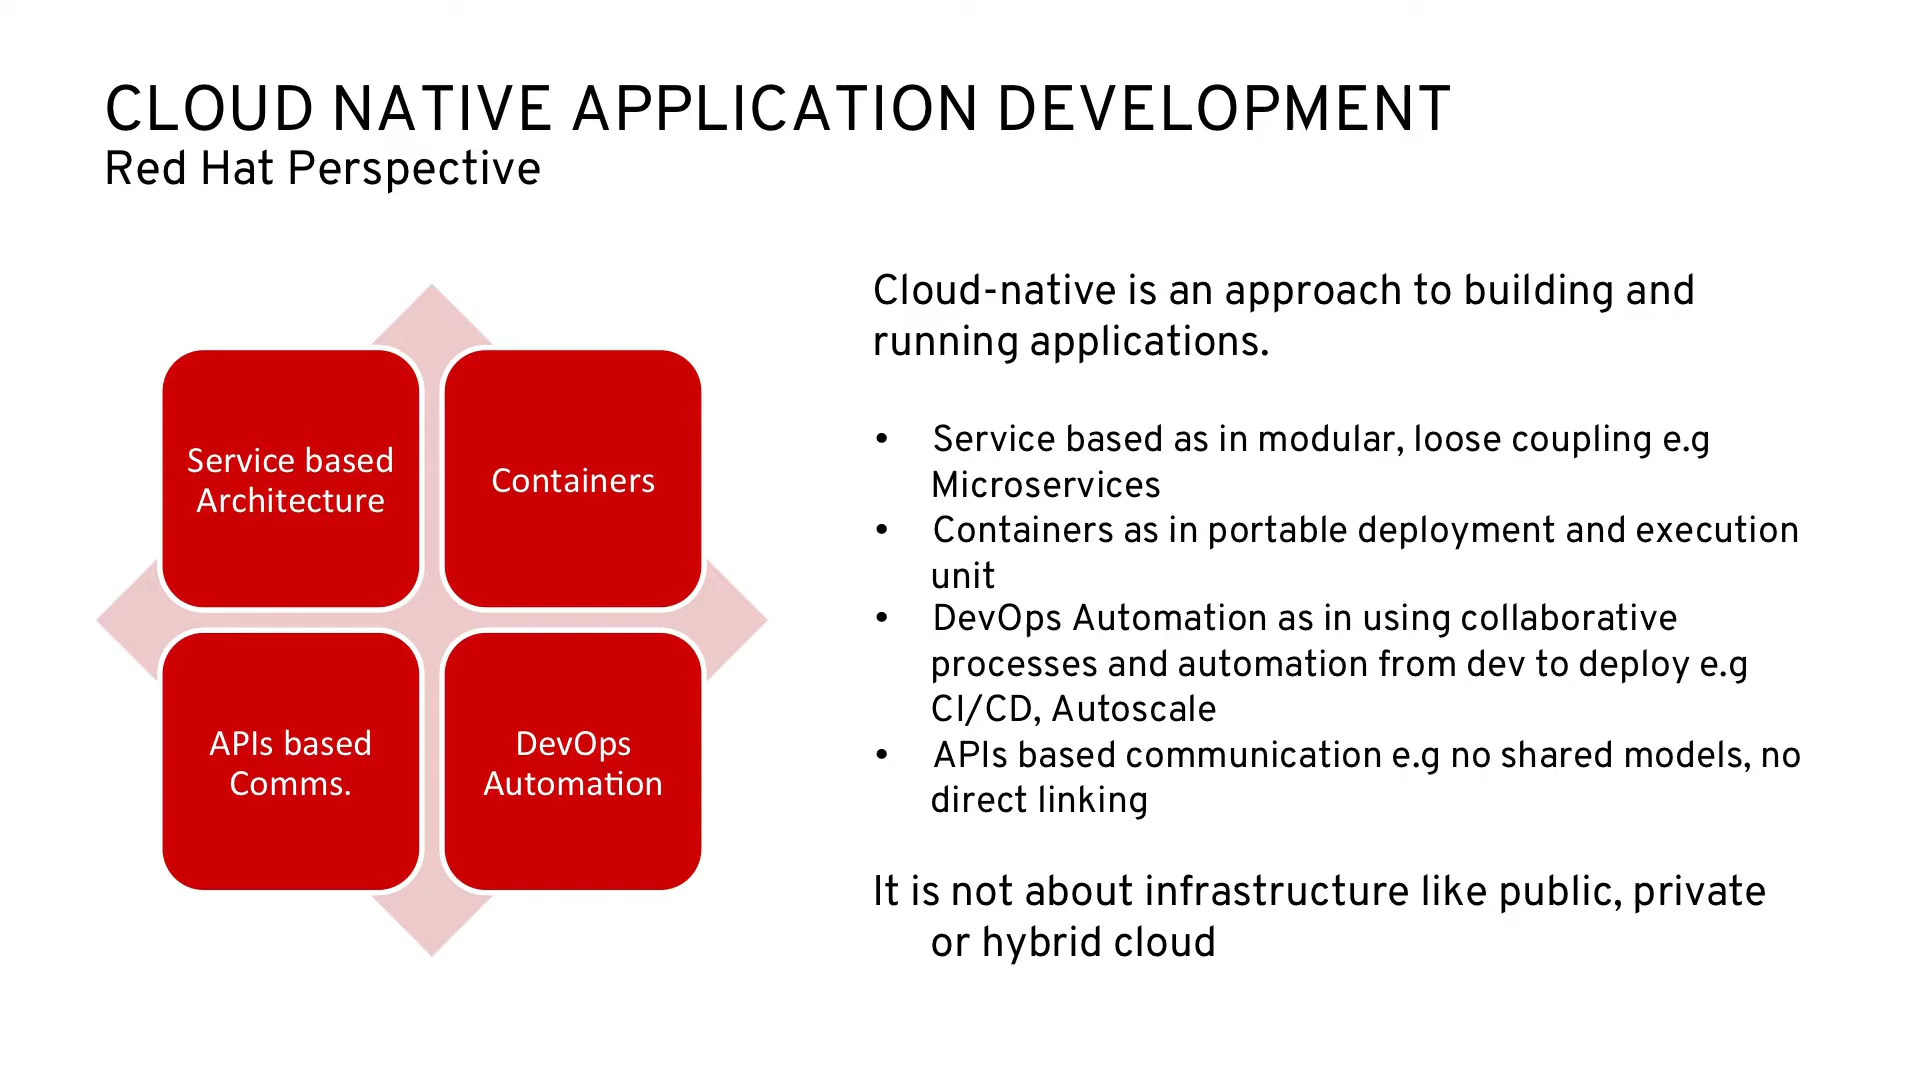 CLOUD NATIVE APPLICATION DEVELOPMENT
Red Hat Perspective
Service based
Architecture
Containers
APIs based
Comms.
DevOps
Automation
Cloud-native is an approach to building and
running applications.
• Service based as in modular, loose coupling e.g
Microservices
• Containers as in portable deployment and execution
unit
• DevOps Automation as in using collaborative
processes and automation from dev to deploy e.g
CI/CD, Autoscale
• APIs based communication e.g no shared models, no
direct linking
It is not about infrastructure like public, private
or hybrid cloud